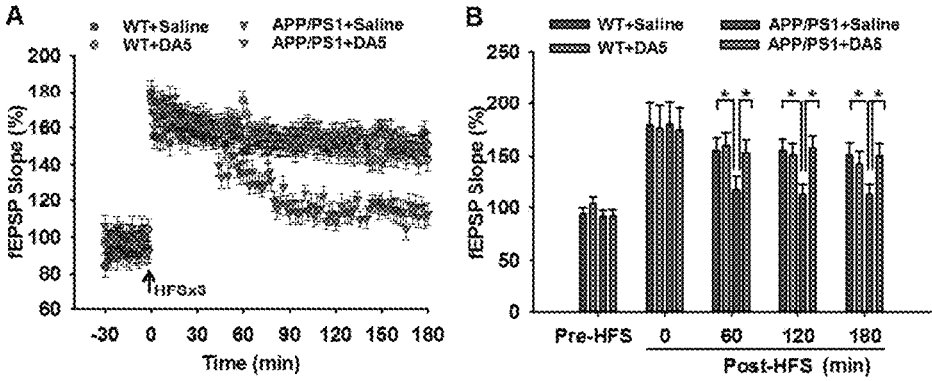 A
WT+Saline
APP/PS1+Saline
WT+DA5
APP/PS1+DA5
fEPSP Slope (%)
180
160
140
120
100
80
60
HFSx3
-30
0
30
60
90
120
150
180
Time (min)
B
WT+Saline
APP/PS1+Saline
WT+DA5
APP/PS1+DA5
fEPSP Slope (%)
250
200
150
100
50
0
* * * * * *
Pre-HFS
0
60
120
180
Post-HFS (min)